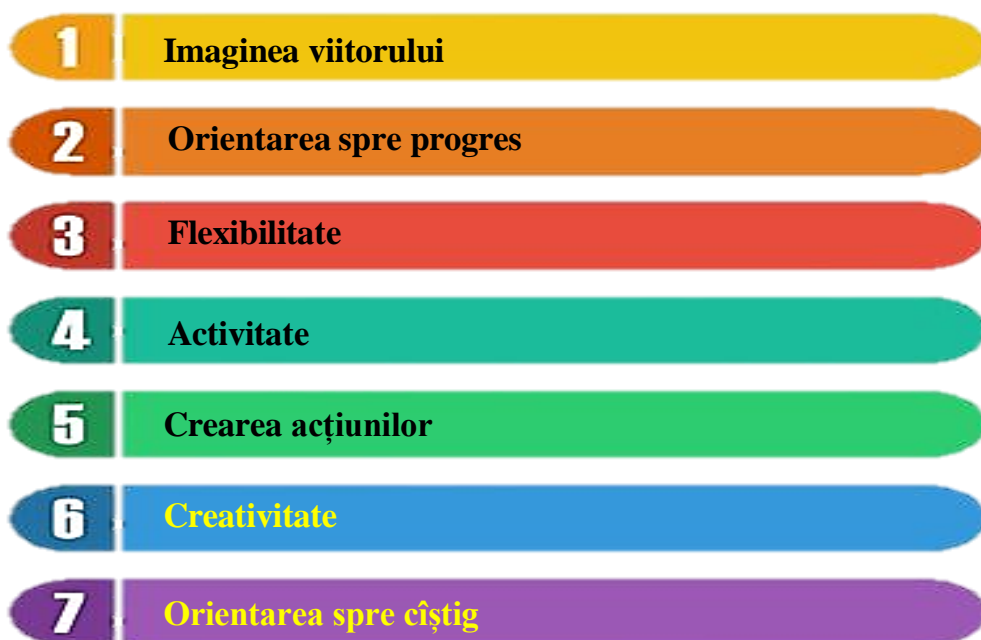 1 Imaginea viitorului
2 Orientarea spre progres
3 Flexibilitate
4 Activitate
5 Crearea acțiunilor
6 Creativitate
7 Orientarea spre cîștig